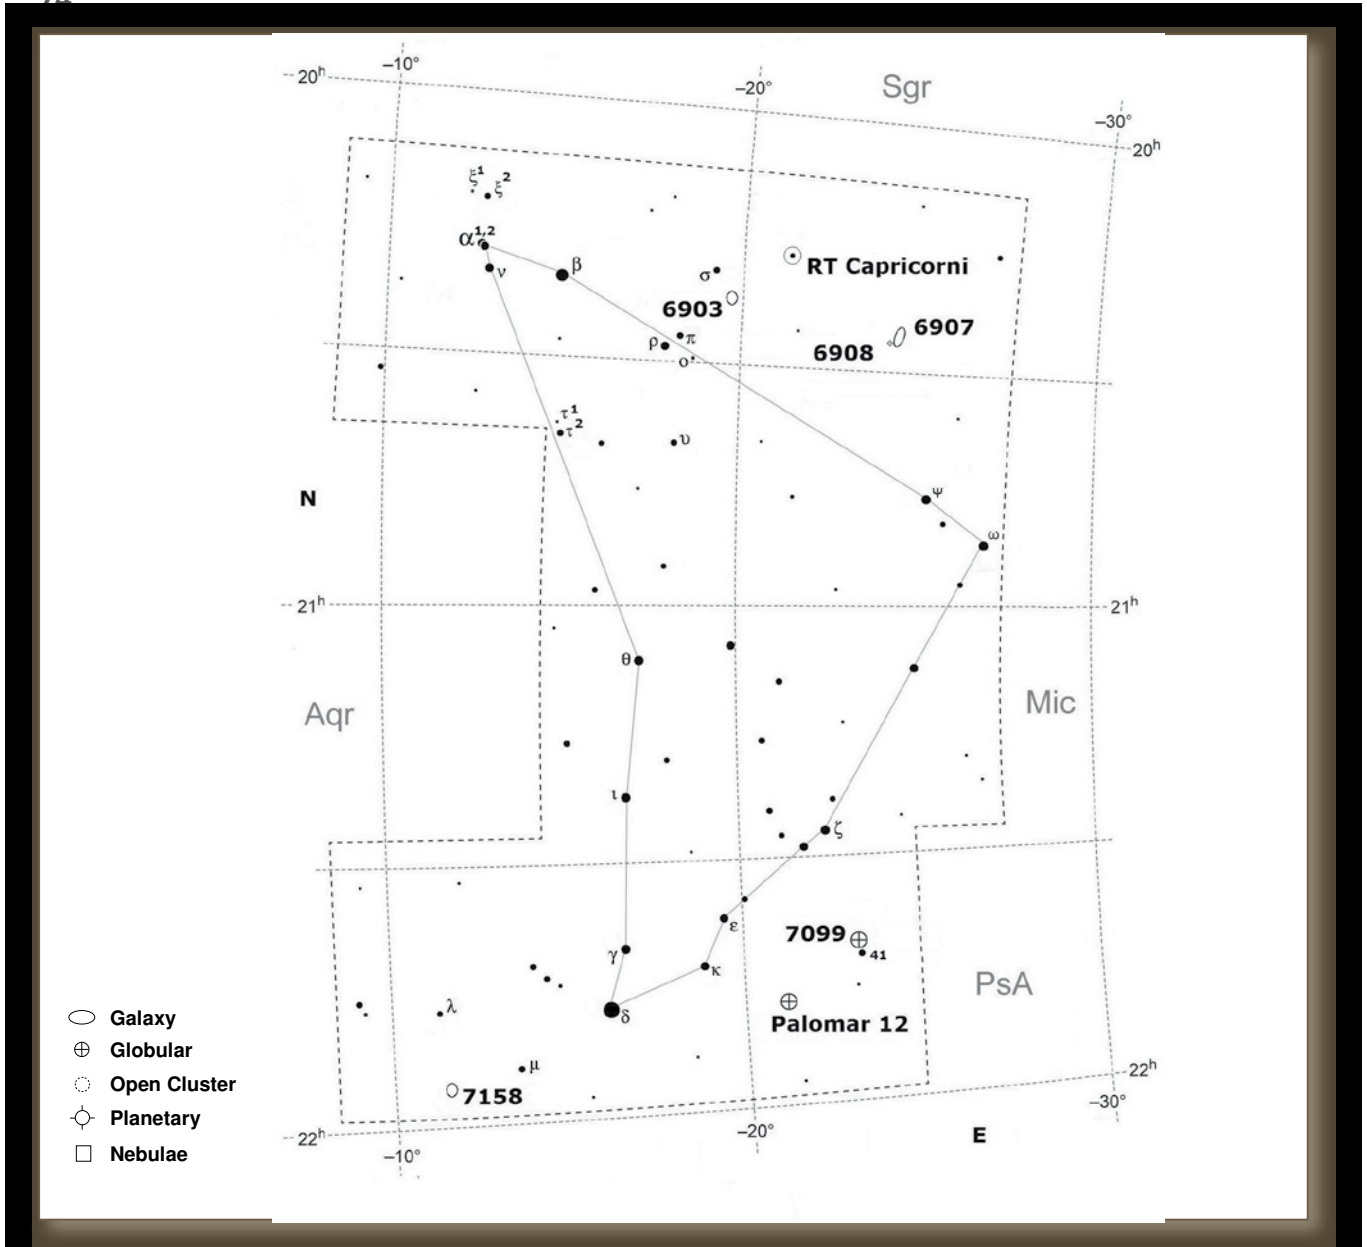 –10°
20ʰ
–20°
Sgr
–30°
20ʰ
ξ¹ ξ²
α¹,²
ν
β
σ
RT Capricorni
6903
6907
6908
π
ρ
ο
τ¹
τ²
υ
N
ψ
ω
21ʰ
21ʰ
θ
Aqr
Mic
ι
ζ
ε
7099
41
γ
κ
PsA
λ
δ
Palomar 12
μ
7158
22ʰ
–30°
22ʰ
–20°
E
–10°
Galaxy
Globular
Open Cluster
Planetary
Nebulae